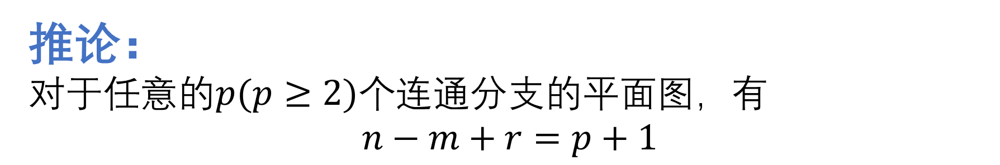 推论：
对于任意的p(p ≥ 2)个连通分支的平面图，有
n − m + r = p + 1